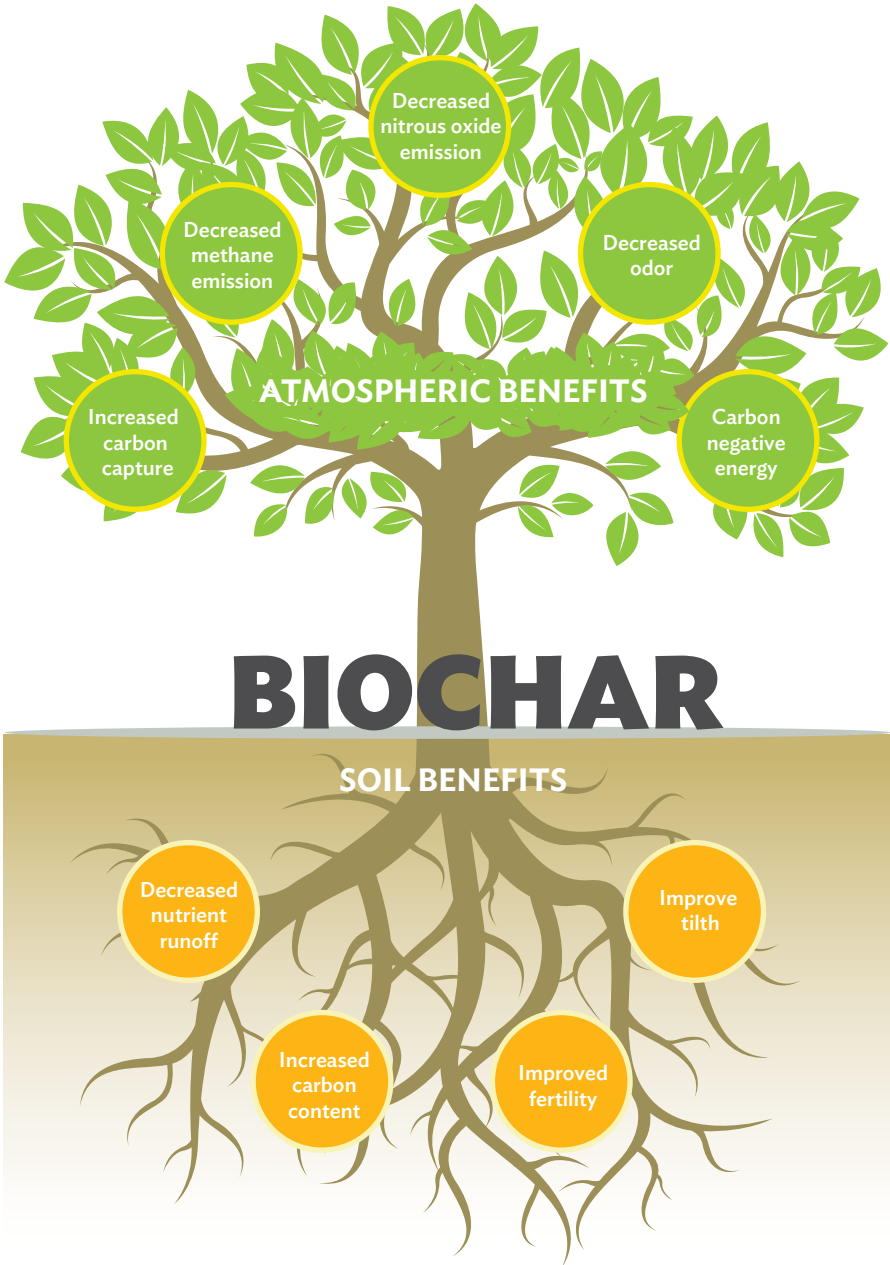 Decreased
nitrous oxide
emission
Decreased
methane
emission
Decreased
odor
ATMOSPHERIC BENEFITS
Increased
carbon
capture
Carbon
negative
energy
BIOCHAR
SOIL BENEFITS
Decreased
nutrient
runoff
Improve
tilth
Increased
carbon
content
Improved
fertility